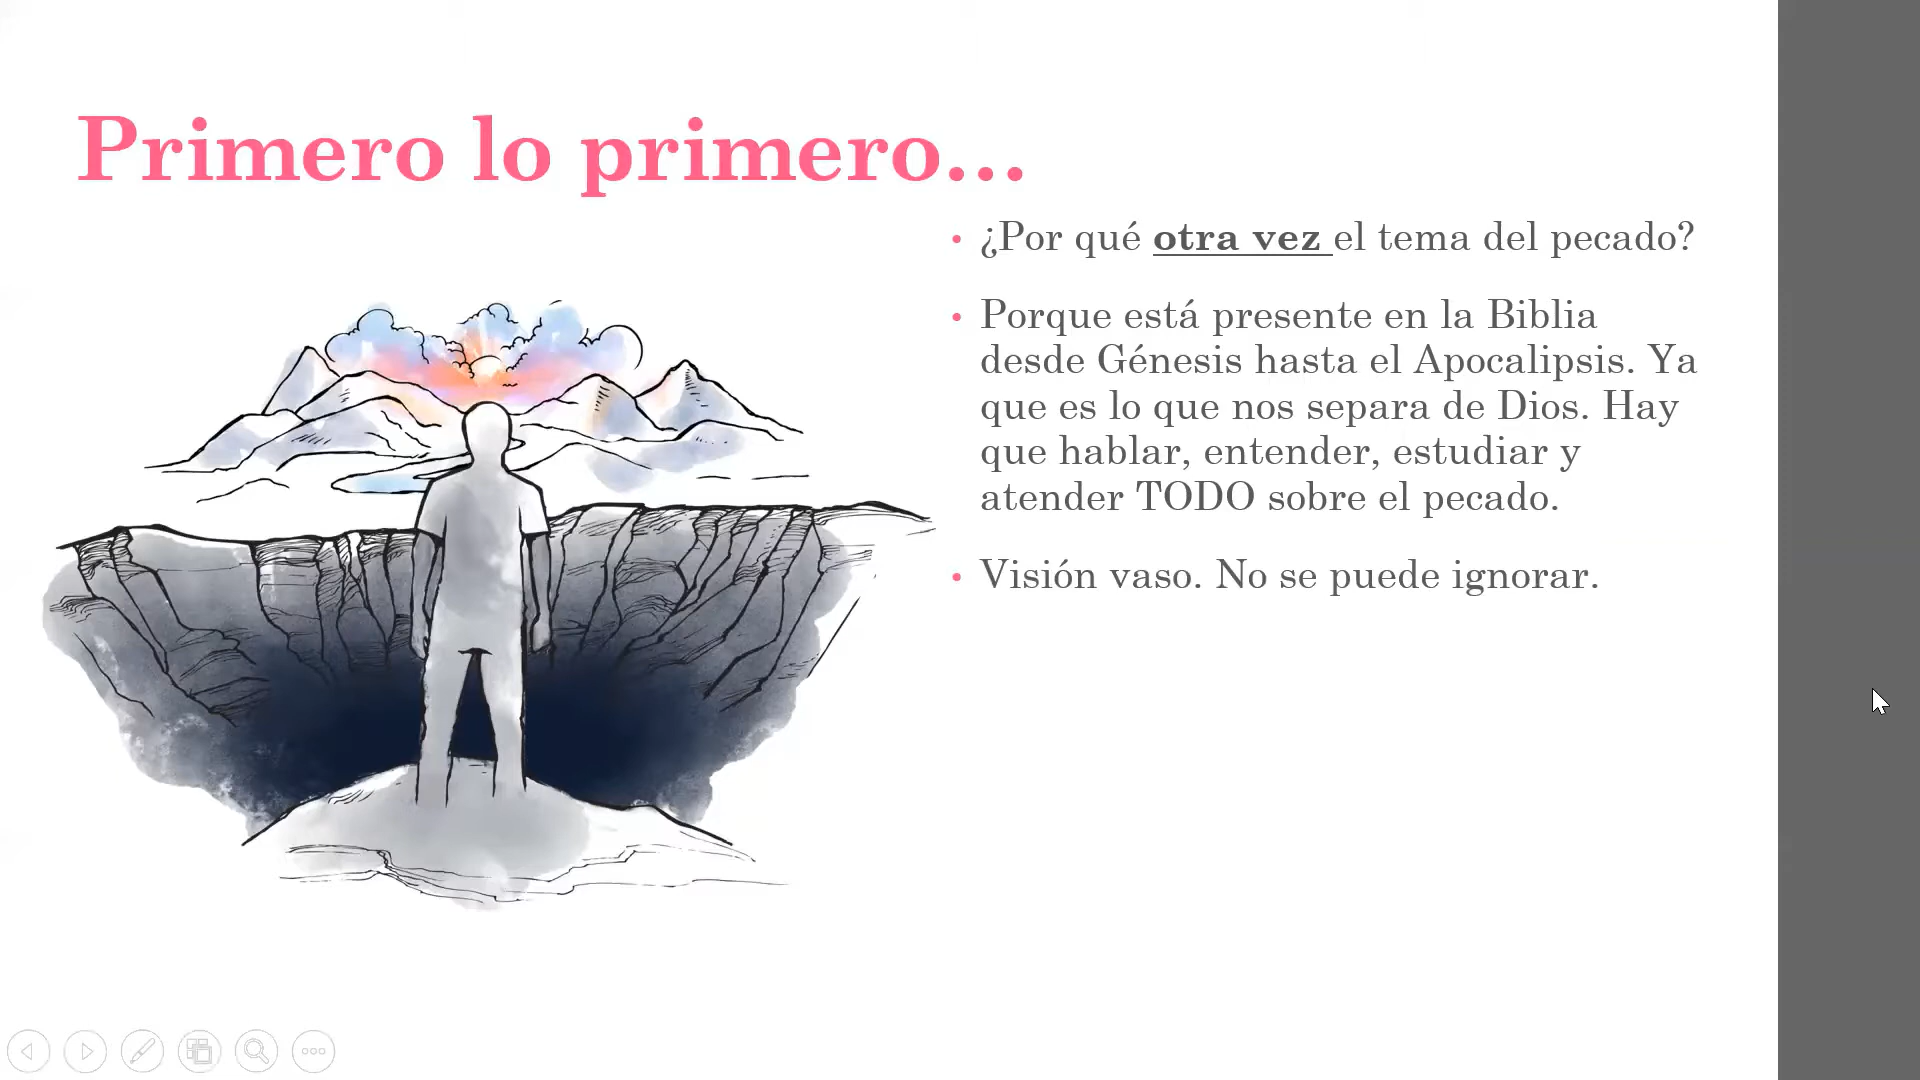 Primero lo primero...
• ¿Por qué otra vez el tema del pecado?
• Porque está presente en la Biblia
desde Génesis hasta el Apocalipsis. Ya
que es lo que nos separa de Dios. Hay
que hablar, entender, estudiar y
atender TODO sobre el pecado.
• Visión vaso. No se puede ignorar.